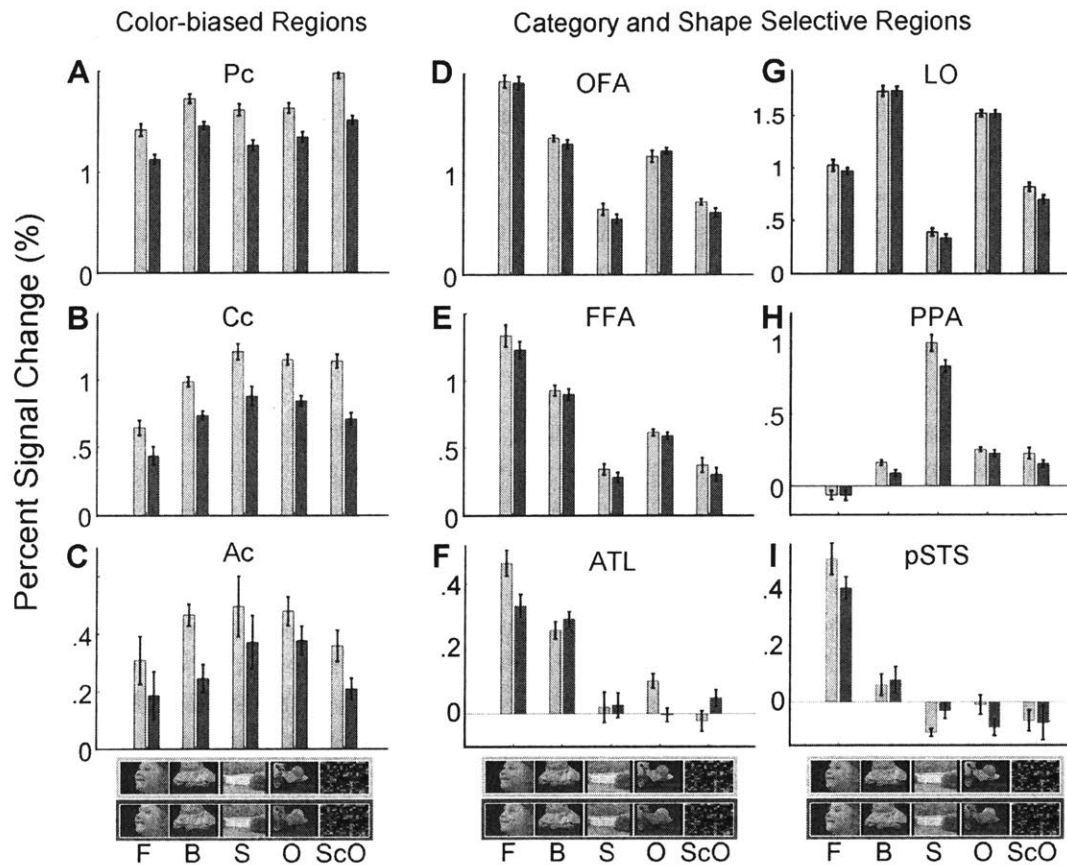 Color-biased Regions
Category and Shape Selective Regions
Percent Signal Change (%)
A
Pc
1
0
B
Cc
1
.5
0
C
Ac
.4
.2
0
D
OFA
1
0
E
FFA
1
.5
0
F
ATL
.4
.2
0
G
LO
1.5
1
.5
0
H
PPA
1
0
I
pSTS
.4
.2
0
F B S O ScO
F B S O ScO
F B S O ScO